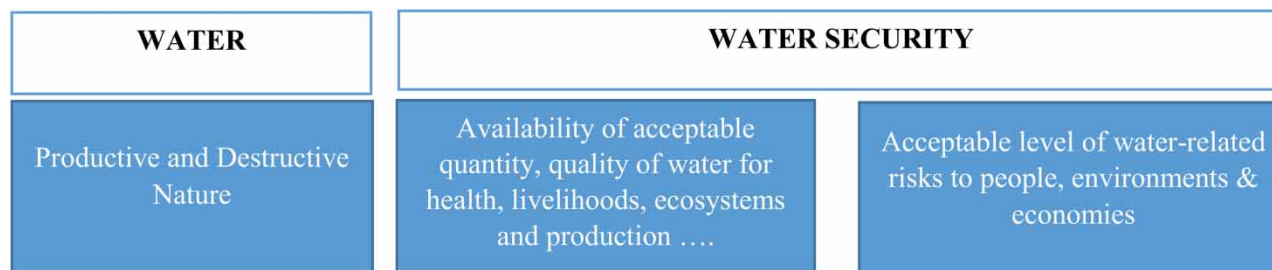 WATER
WATER SECURITY
Productive and Destructive
Nature
Availability of acceptable
quantity, quality of water for
health, livelihoods, ecosystems
and production ….
Acceptable level of water-related
risks to people, environments &
economies